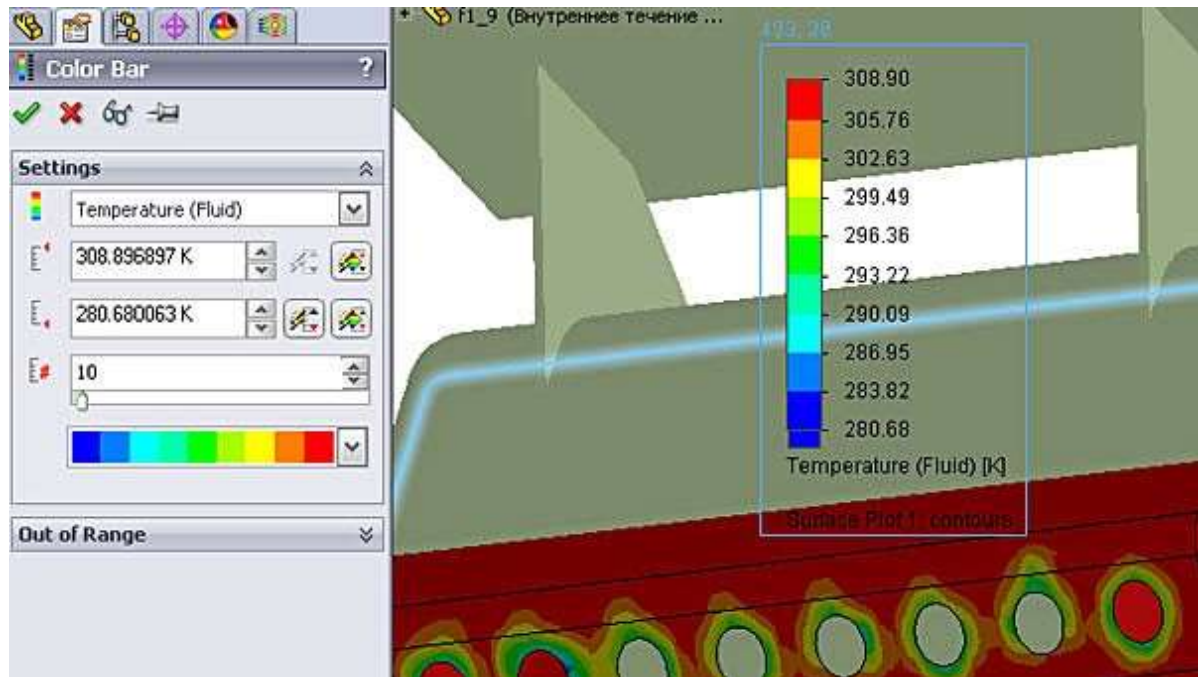 Color Bar ?
Settings
Temperature (Fluid)
308.896897 K
280.680063 K
10
Out of Range
f1_9 (Внутреннее течение ...
493, 20
308.90
305.76
302.63
299.49
296.36
293.22
290.09
286.95
283.82
280.68
Temperature (Fluid) [K]
Surface Plot 1: contours